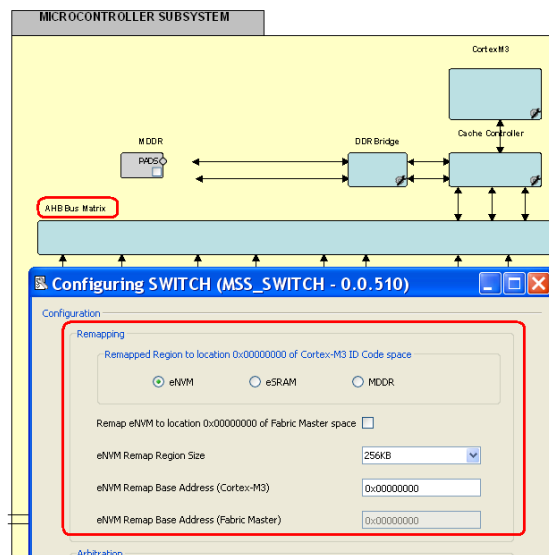 MICROCONTROLLER SUBSYSTEM
Cortex M3
MDDR
DDR Bridge
Cache Controller
PADS
AHB Bus Matrix
Configuring SWITCH (MSS_SWITCH - 0.0.510)
Configuration
Remapping
Remapped Region to location 0x00000000 of Cortex-M3 ID Code space
eNVM eSRAM MDDR
Remap eNVM to location 0x00000000 of Fabric Master space
eNVM Remap Region Size 256KB
eNVM Remap Base Address (Cortex-M3) 0x00000000
eNVM Remap Base Address (Fabric Master) 0x00000000
Arbitration